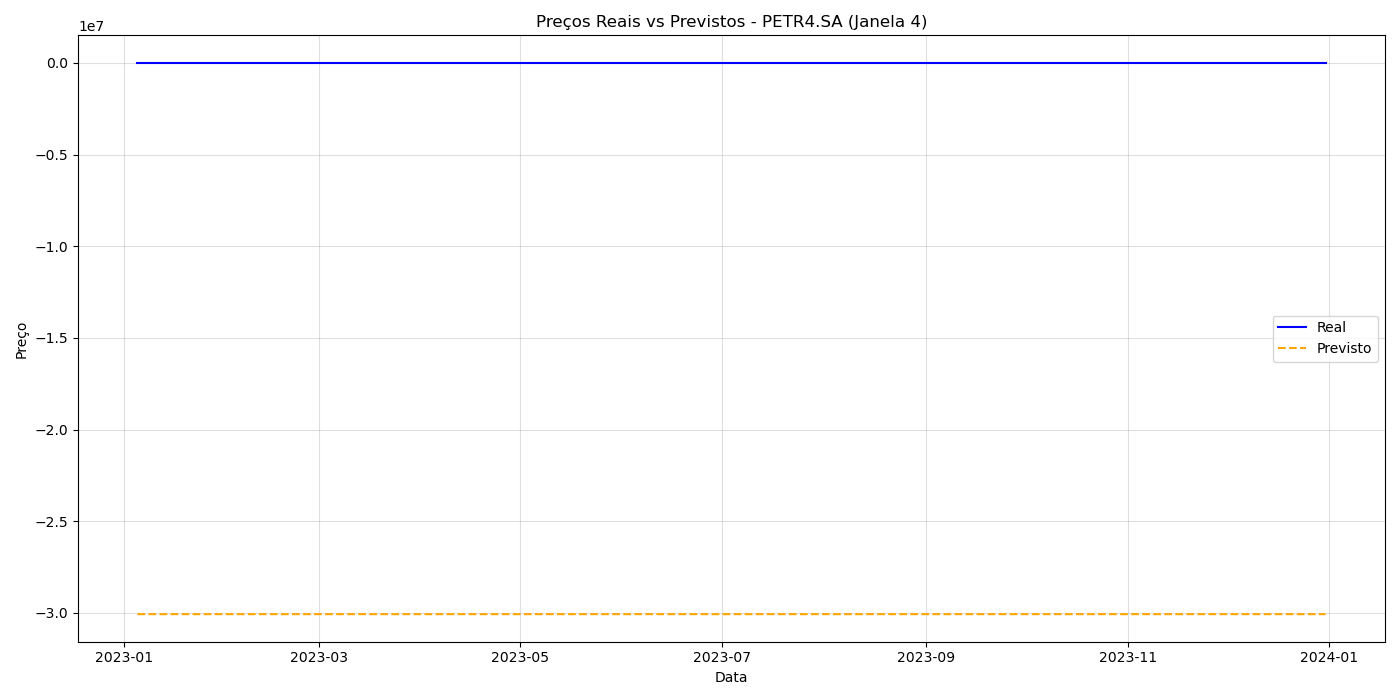 Preços Reais vs Previstos - PETR4.SA (Janela 4)
1e7
0.0
−0.5
−1.0
−1.5
−2.0
−2.5
−3.0
Preço
Real
Previsto
2023-01 2023-03 2023-05 2023-07 2023-09 2023-11 2024-01
Data